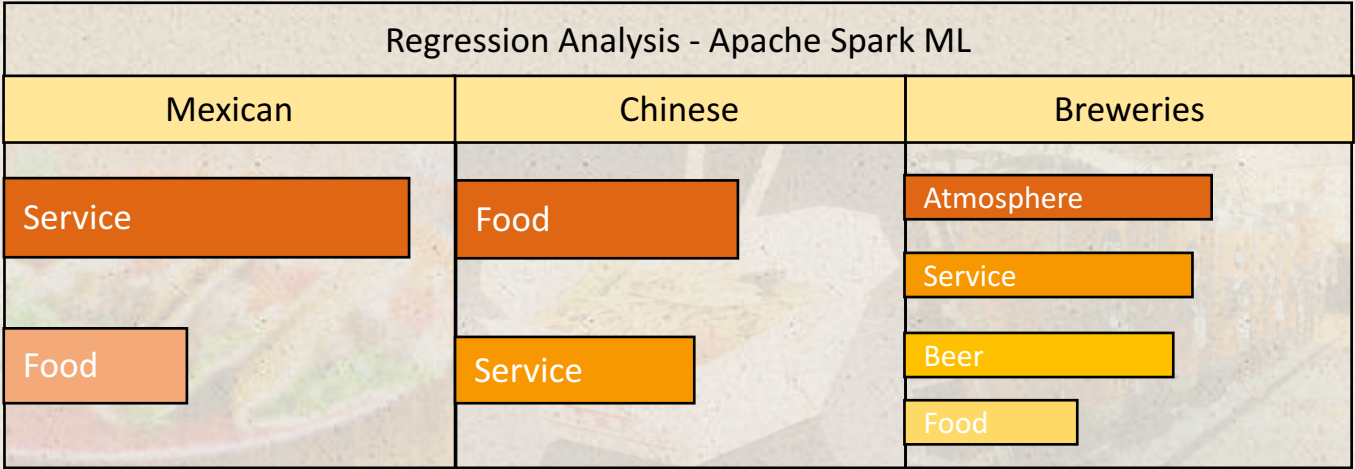 Regression Analysis - Apache Spark ML
Mexican
Chinese
Breweries
Service
Food
Food
Service
Atmosphere
Service
Beer
Food